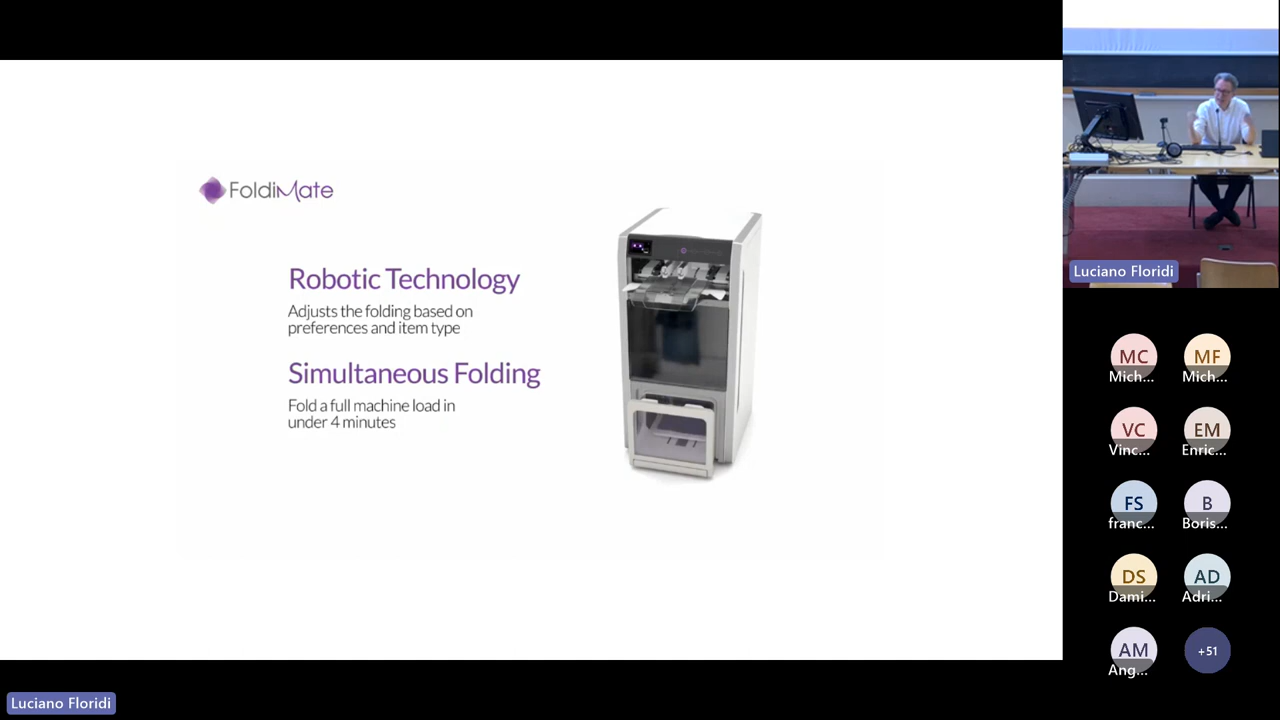 FoldiMate
Robotic Technology
Adjusts the folding based on
preferences and item type
Simultaneous Folding
Fold a full machine load in
under 4 minutes
Luciano Floridi
MC
Mich...
MF
Mich...
VC
Vinc...
EM
Enric...
FS
franc...
B
Boris...
DS
Dami...
AD
Adri...
AM
Ang...
+51
Luciano Floridi